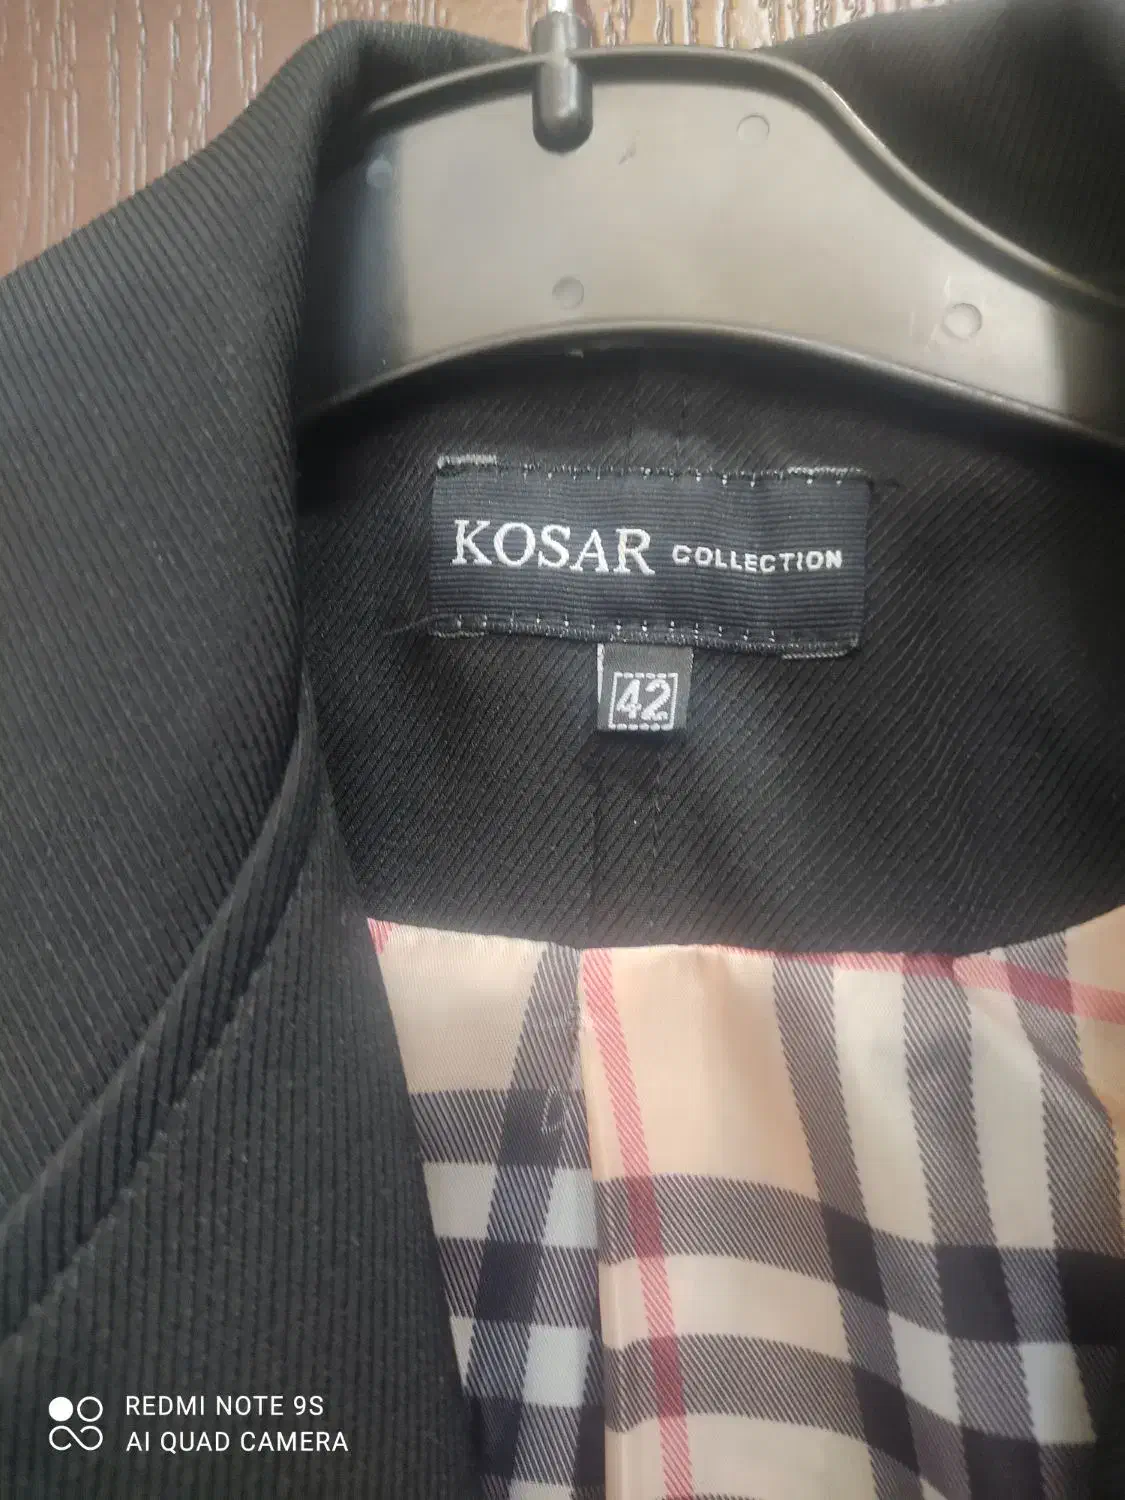 KOSAR COLLECTION
42
REDMI NOTE 9S
AI QUAD CAMERA